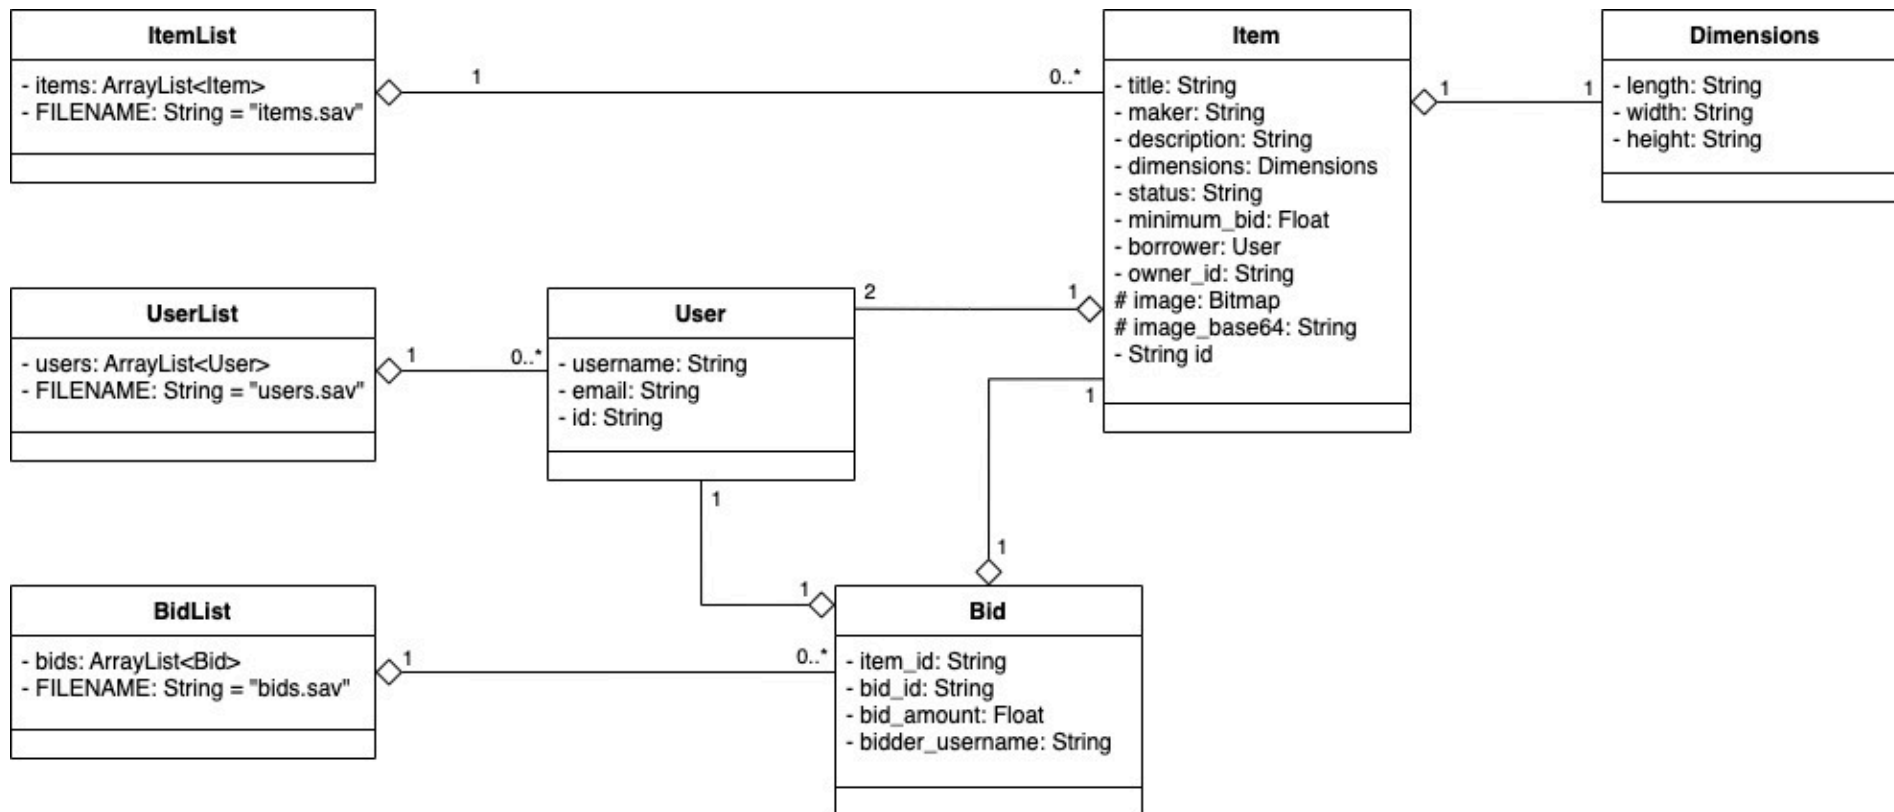 ItemList
- items: ArrayList<Item>
- FILENAME: String = "items.sav"
1
0..*
Item
- title: String
- maker: String
- description: String
- dimensions: Dimensions
- status: String
- minimum_bid: Float
- borrower: User
- owner_id: String
# image: Bitmap
# image_base64: String
- String id
1
1
Dimensions
- length: String
- width: String
- height: String
UserList
- users: ArrayList<User>
- FILENAME: String = "users.sav"
1
0..*
User
- username: String
- email: String
- id: String
2
1
1
1
1
1
BidList
- bids: ArrayList<Bid>
- FILENAME: String = "bids.sav"
1
0..*
Bid
- item_id: String
- bid_id: String
- bid_amount: Float
- bidder_username: String